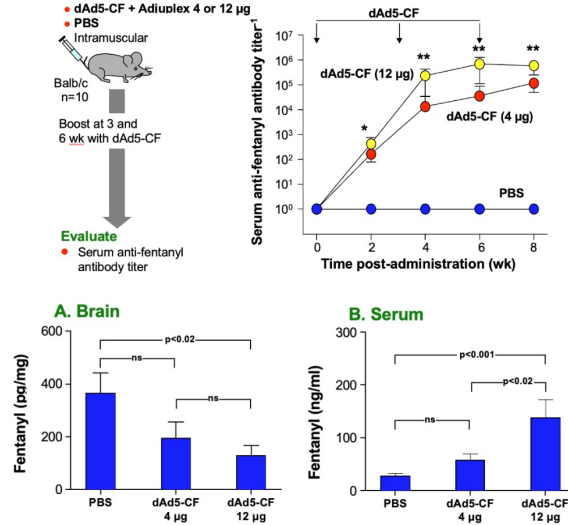 dAd5-CF + Adjuplex 4 or 12 µg
PBS
Intramuscular
Balb/c
n=10
Boost at 3 and
6 wk with dAd5-CF
Evaluate
Serum anti-fentanyl
antibody titer
dAd5-CF
Serum anti-fentanyl antibody titer⁻¹
10⁷
10⁶
10⁵
10⁴
10³
10²
10¹
10⁰
**
**
**
*
dAd5-CF (12 µg)
dAd5-CF (4 µg)
PBS
0 2 4 6 8
Time post-administration (wk)
A. Brain
Fentanyl (pg/mg)
600
400
200
0
p<0.02
ns
ns
PBS dAd5-CF dAd5-CF
4 µg 12 µg
B. Serum
Fentanyl (ng/ml)
300
200
100
0
p<0.001
p<0.02
ns
PBS dAd5-CF dAd5-CF
4 µg 12 µg